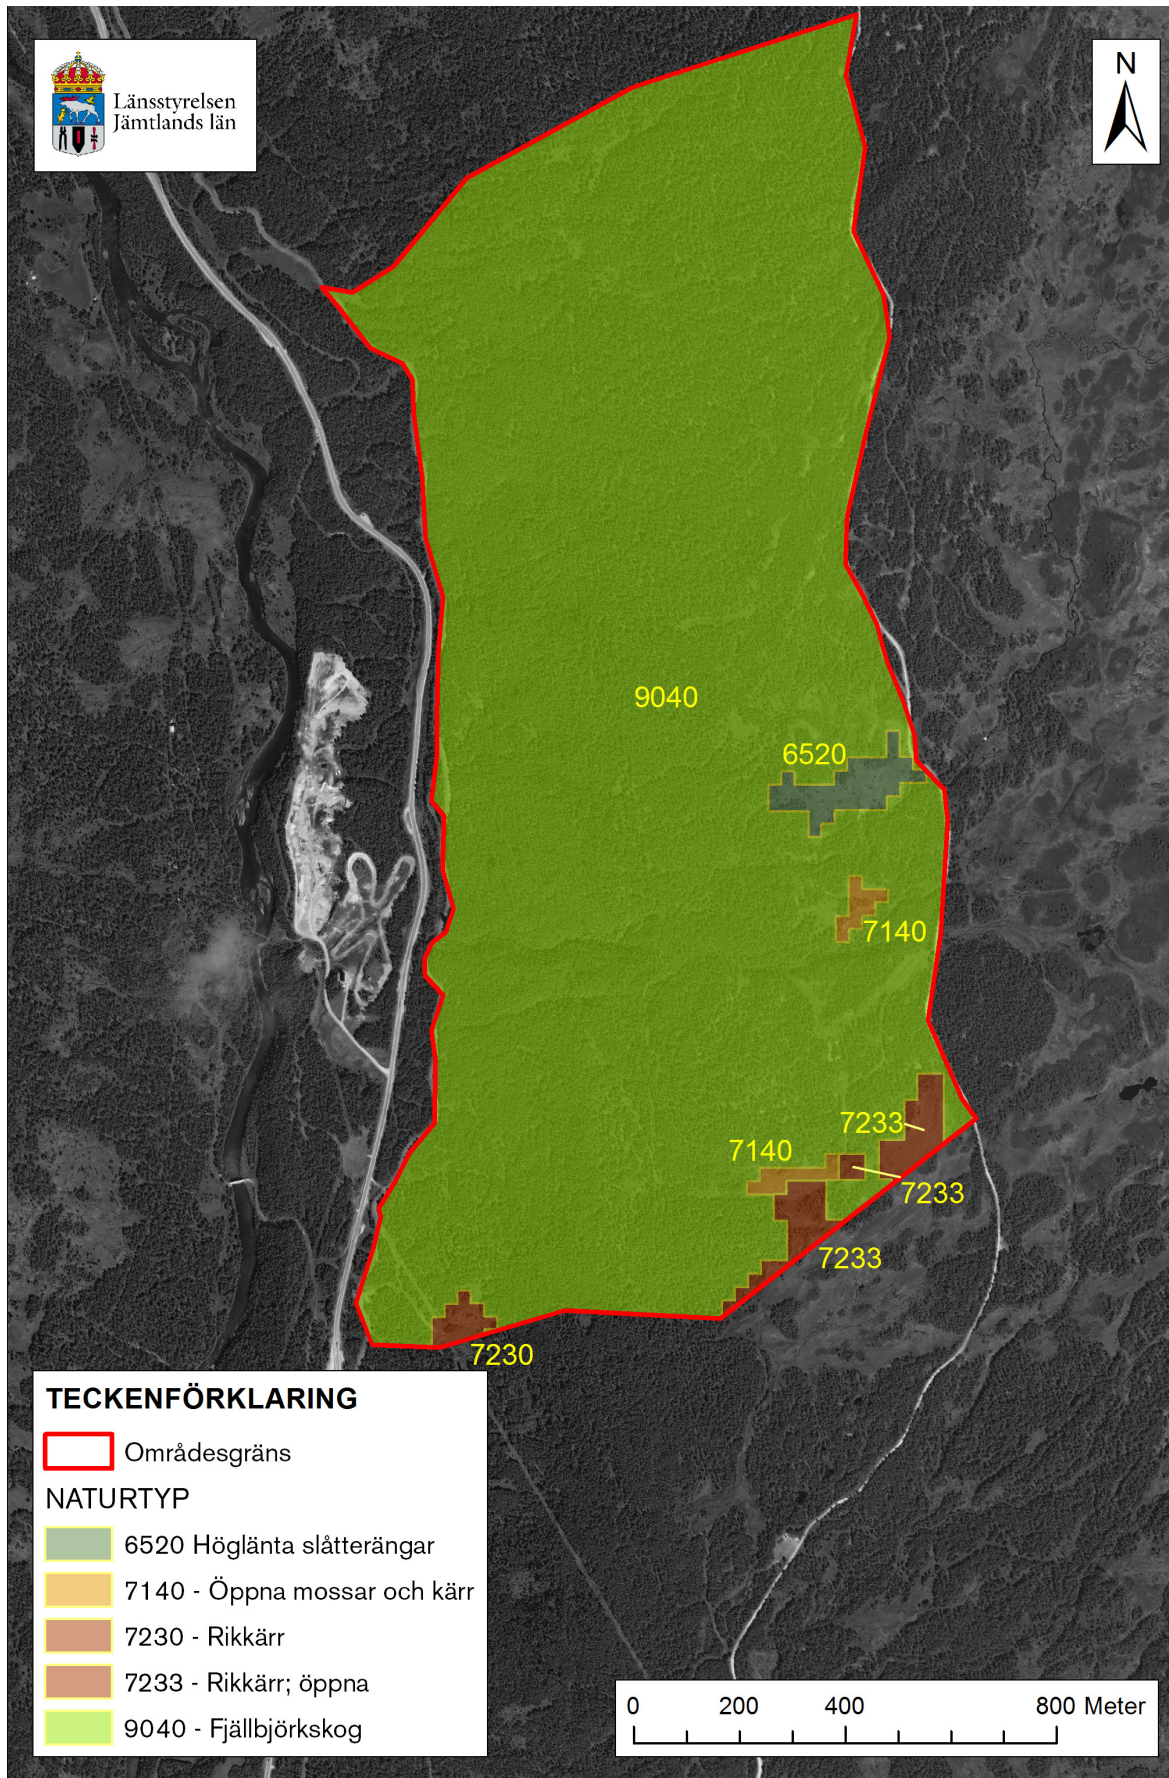 Länsstyrelsen
Jämtlands län
N
9040
6520
7140
7233
7140
7233
7233
7230
TECKENFÖRKLARING
Områdesgräns
NATURTYP
6520 Höglänta slåtterängar
7140 - Öppna mossar och kärr
7230 - Rikkärr
7233 - Rikkärr; öppna
9040 - Fjällbjörkskog
0 200 400 800 Meter